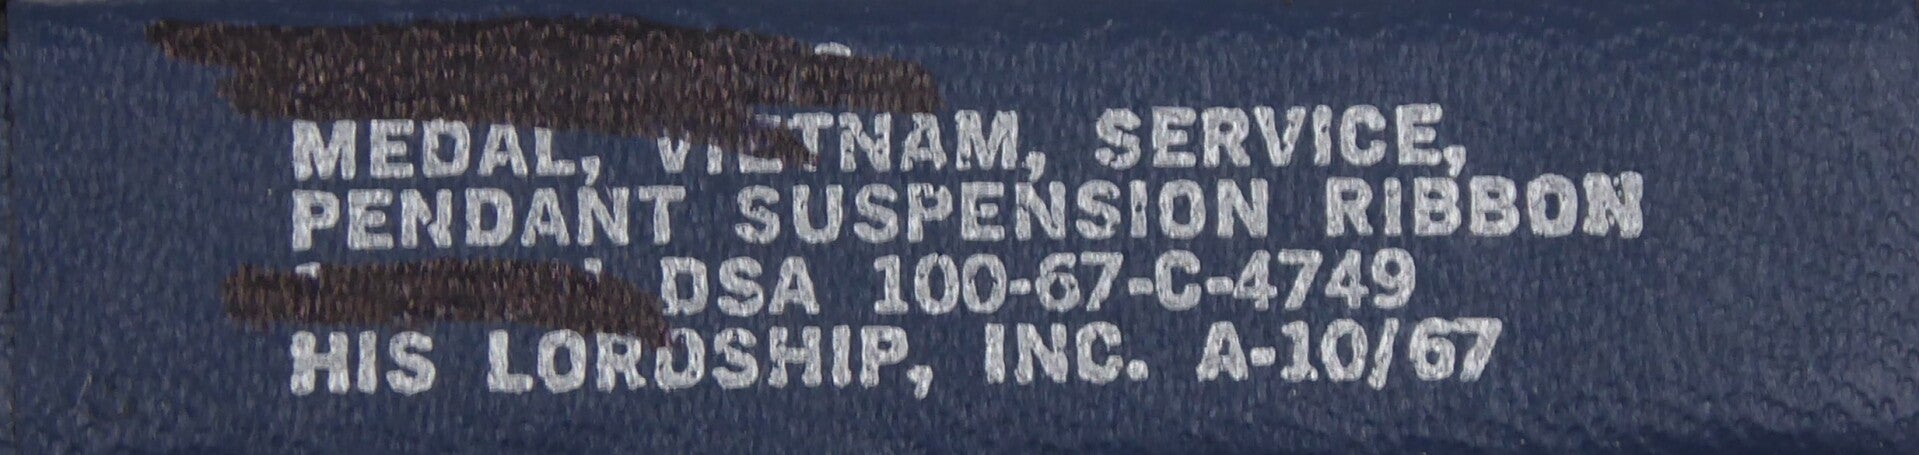 MEDAL, VIETNAM, SERVICE,
PENDANT SUSPENSION RIBBON
DSA 100-67-C-4749
HIS LORDSHIP, INC. A-10/67